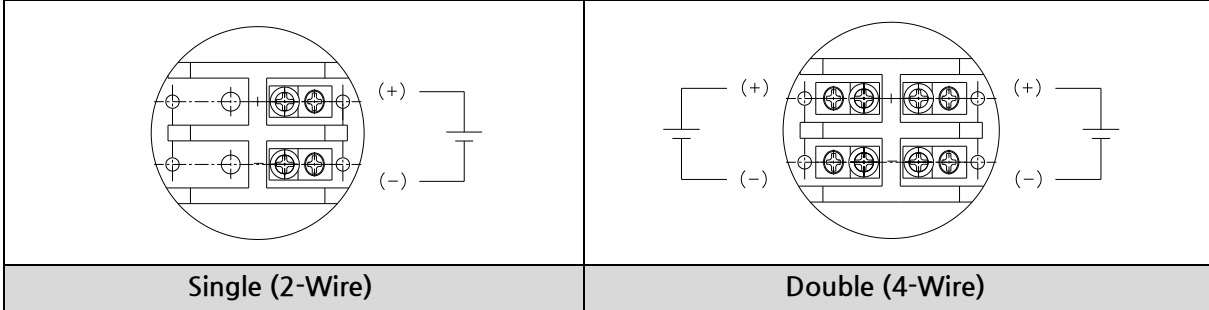 (+)
(−)
Single (2-Wire)
(+) (+)
(−) (−)
Double (4-Wire)